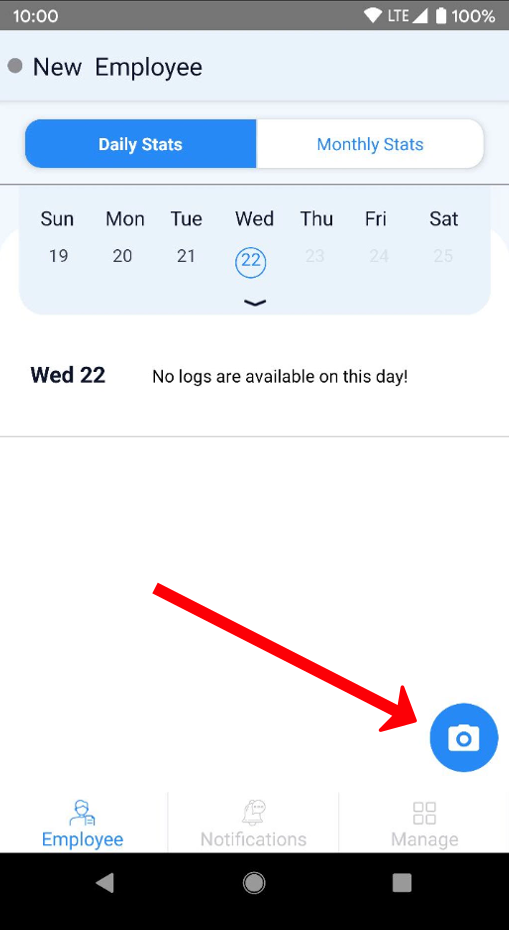 10:00 LTE 100%
New Employee
Daily Stats Monthly Stats
Sun Mon Tue Wed Thu Fri Sat
19 20 21 22 23 24 25
Wed 22 No logs are available on this day!
Employee Notifications Manage